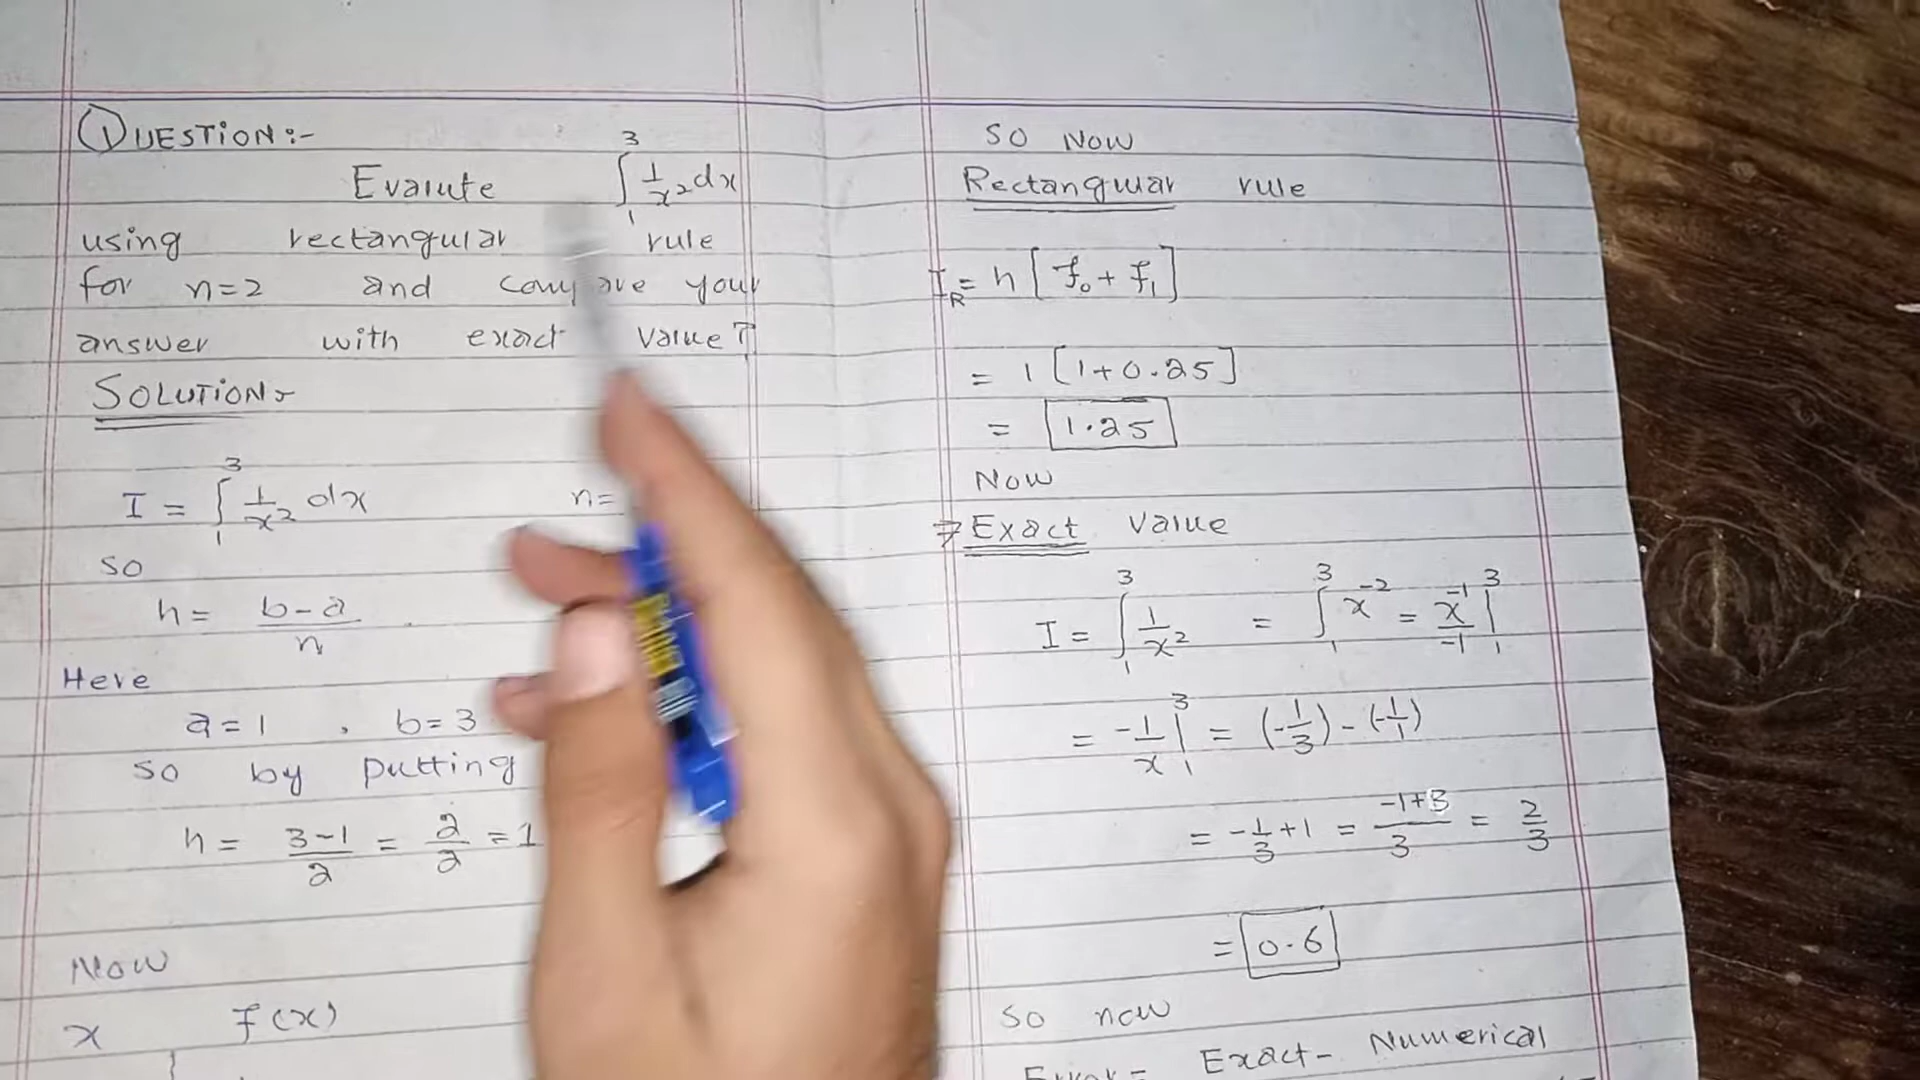 QUESTION:-
Evalute ∫₁³ 1/x² dx
using rectangular rule
for n=2 and your
answer with exact value?
SOLUTION:-
I = ∫₁³ 1/x² dx n=
so
h = b-a/n
Here
a=1 , b=3
so by putting
h = 3-1/2 = 2/2 = 1
Now
x f(x)
SO NOW
Rectangular rule
I_R = h[f₀ + f₁]
= 1[1+0.25]
= 1.25
Now
⇒ Exact value
I = ∫₁³ 1/x² = ∫₁³ x⁻² = x⁻¹/-1 |₁³
= -1/x |₁³ = (-1/3) - (-1/1)
= -1/3 + 1 = -1+3/3 = 2/3
= 0.6
so now
Error = Exact - Numerical